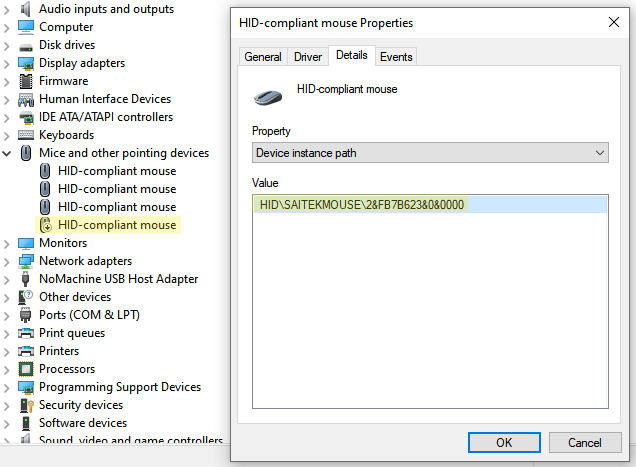 Audio inputs and outputs
Computer
Disk drives
Display adapters
Firmware
Human Interface Devices
IDE ATA/ATAPI controllers
Keyboards
Mice and other pointing devices
HID-compliant mouse
HID-compliant mouse
HID-compliant mouse
HID-compliant mouse
Monitors
Network adapters
NoMachine USB Host Adapter
Other devices
Ports (COM & LPT)
Print queues
Printers
Processors
Programming Support Devices
Security devices
Software devices
Sound, video and game controllers
HID-compliant mouse Properties
General Driver Details Events
HID-compliant mouse
Property
Device instance path
Value
HID\SAITEKMOUSE\2&FB7B623&0&0000
OK Cancel